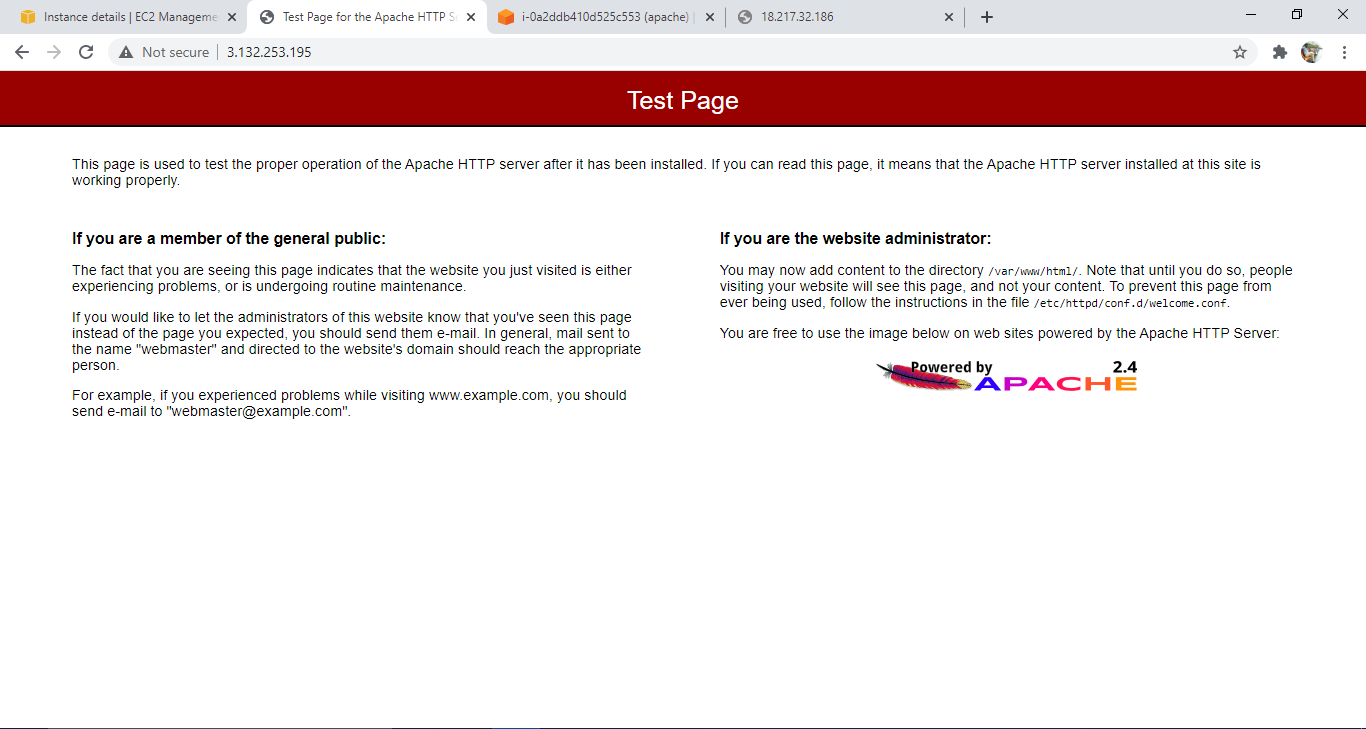 Instance details | EC2 Manageme
Test Page for the Apache HTTP S
i-0a2ddb410d525c553 (apache) |
18.217.32.186
Not secure
3.132.253.195
Test Page
This page is used to test the proper operation of the Apache HTTP server after it has been installed. If you can read this page, it means that the Apache HTTP server installed at this site is
working properly.
If you are a member of the general public:
The fact that you are seeing this page indicates that the website you just visited is either
experiencing problems, or is undergoing routine maintenance.
If you would like to let the administrators of this website know that you've seen this page
instead of the page you expected, you should send them e-mail. In general, mail sent to
the name "webmaster" and directed to the website's domain should reach the appropriate
person.
For example, if you experienced problems while visiting www.example.com, you should
send e-mail to "webmaster@example.com".
If you are the website administrator:
You may now add content to the directory /var/www/html/. Note that until you do so, people
visiting your website will see this page, and not your content. To prevent this page from
ever being used, follow the instructions in the file /etc/httpd/conf.d/welcome.conf.
You are free to use the image below on web sites powered by the Apache HTTP Server:
Powered by 2.4
APACHE